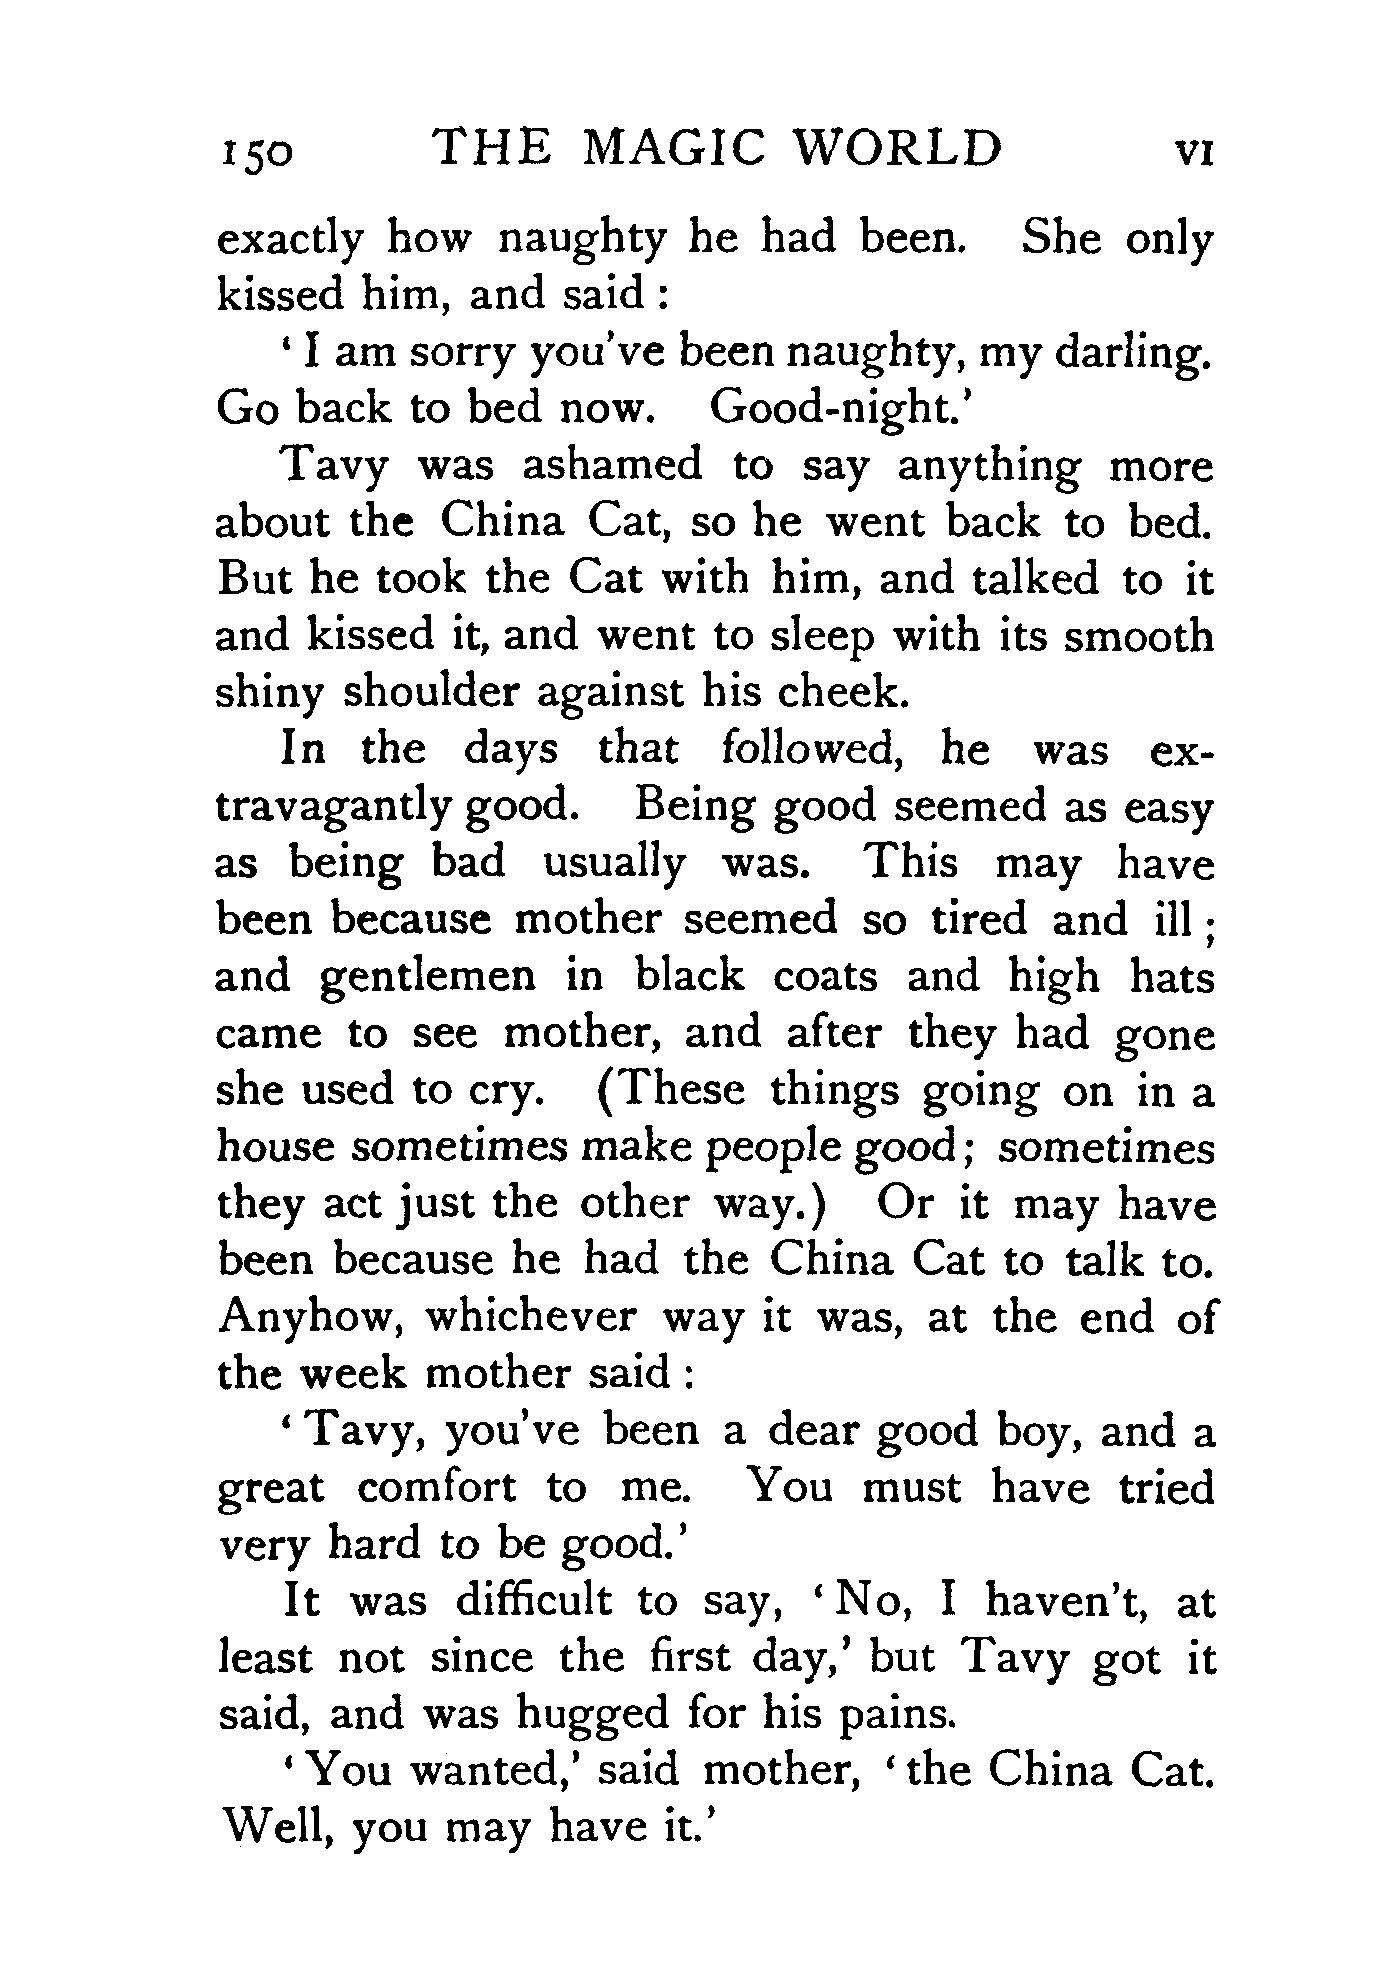 150 THE MAGIC WORLD VI
exactly how naughty he had been. She only
kissed him, and said :
‘ I am sorry you've been naughty, my darling.
Go back to bed now. Good-night.’
Tavy was ashamed to say anything more
about the China Cat, so he went back to bed.
But he took the Cat with him, and talked to it
and kissed it, and went to sleep with its smooth
shiny shoulder against his cheek.
In the days that followed, he was ex-
travagantly good. Being good seemed as easy
as being bad usually was. This may have
been because mother seemed so tired and ill ;
and gentlemen in black coats and high hats
came to see mother, and after they had gone
she used to cry. (These things going on in a
house sometimes make people good ; sometimes
they act just the other way.) Or it may have
been because he had the China Cat to talk to.
Anyhow, whichever way it was, at the end of
the week mother said :
‘ Tavy, you've been a dear good boy, and a
great comfort to me. You must have tried
very hard to be good.’
It was difficult to say, ‘ No, I haven't, at
least not since the first day,’ but Tavy got it
said, and was hugged for his pains.
‘ You wanted,’ said mother, ‘ the China Cat.
Well, you may have it.’